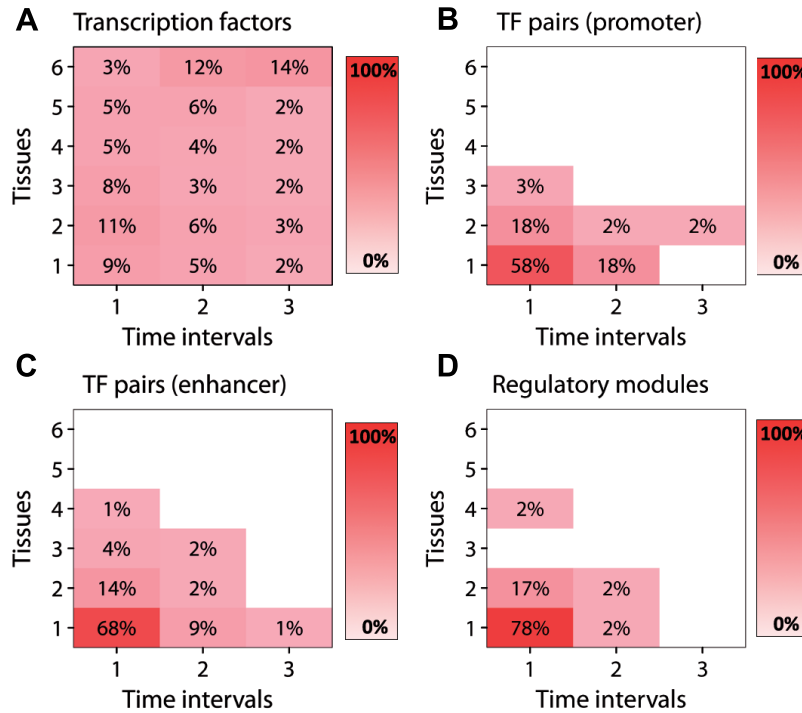 A Transcription factors
6 3% 12% 14% 100%
5 5% 6% 2%
4 5% 4% 2%
3 8% 3% 2%
2 11% 6% 3%
1 9% 5% 2% 0%
1 2 3
Tissues
Time intervals
B TF pairs (promoter)
6 100%
5
4
3 3%
2 18% 2% 2%
1 58% 18% 0%
1 2 3
Tissues
Time intervals
C TF pairs (enhancer)
6 100%
5
4 1%
3 4% 2%
2 14% 2%
1 68% 9% 1% 0%
1 2 3
Tissues
Time intervals
D Regulatory modules
6 100%
5
4 2%
3
2 17% 2%
1 78% 2% 0%
1 2 3
Tissues
Time intervals